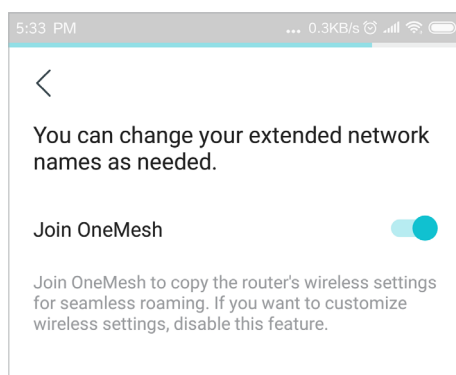 5:33 PM ... 0.3KB/s
You can change your extended network
names as needed.
Join OneMesh
Join OneMesh to copy the router's wireless settings
for seamless roaming. If you want to customize
wireless settings, disable this feature.